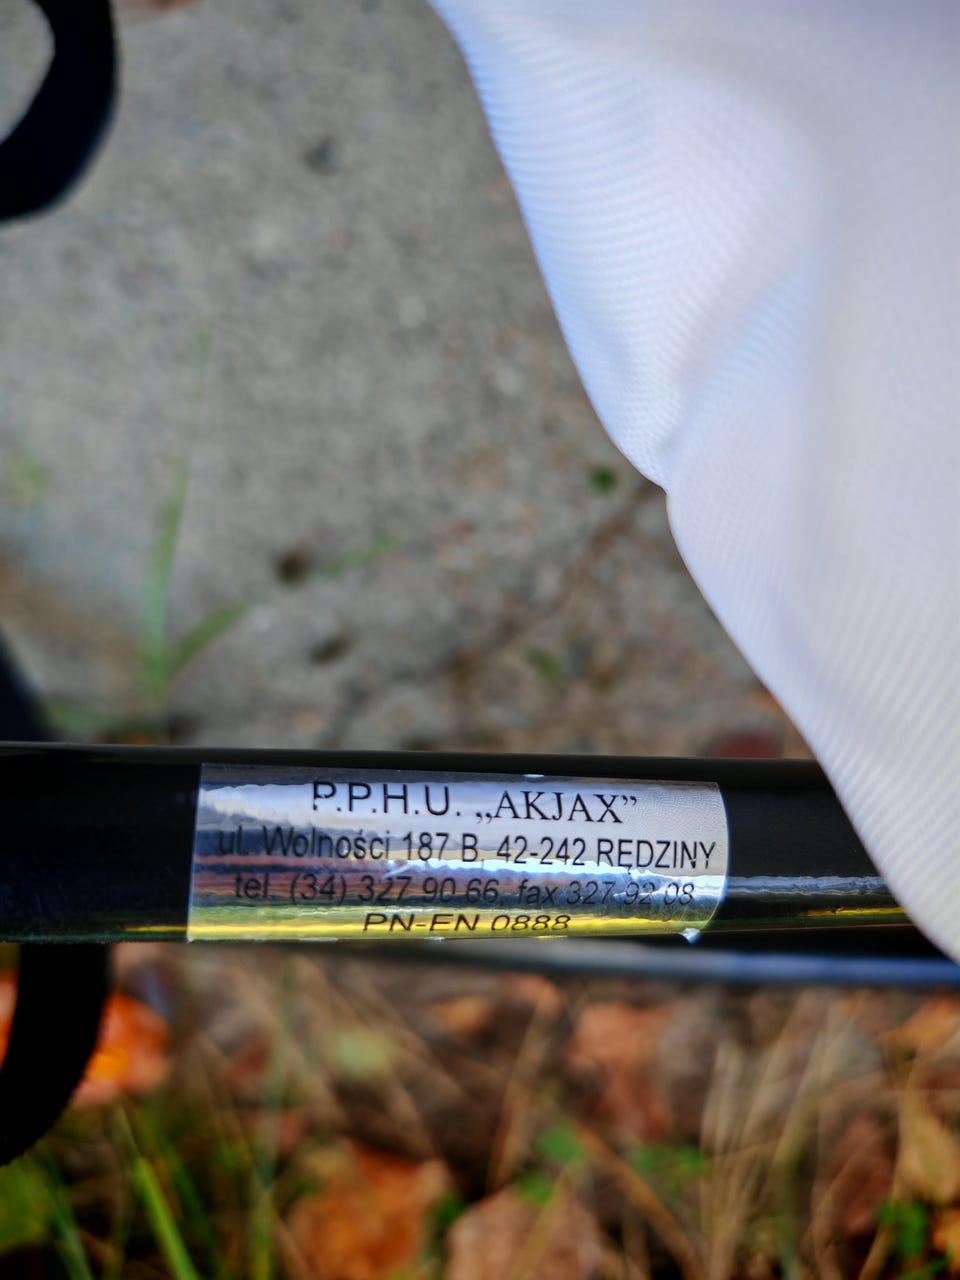 P.P.H.U. „AKJAX”
ul. Wolności 187 B, 42-242 RĘDZINY
tel. (34) 327 90 66, fax 327 92 08
PN-EN 0888